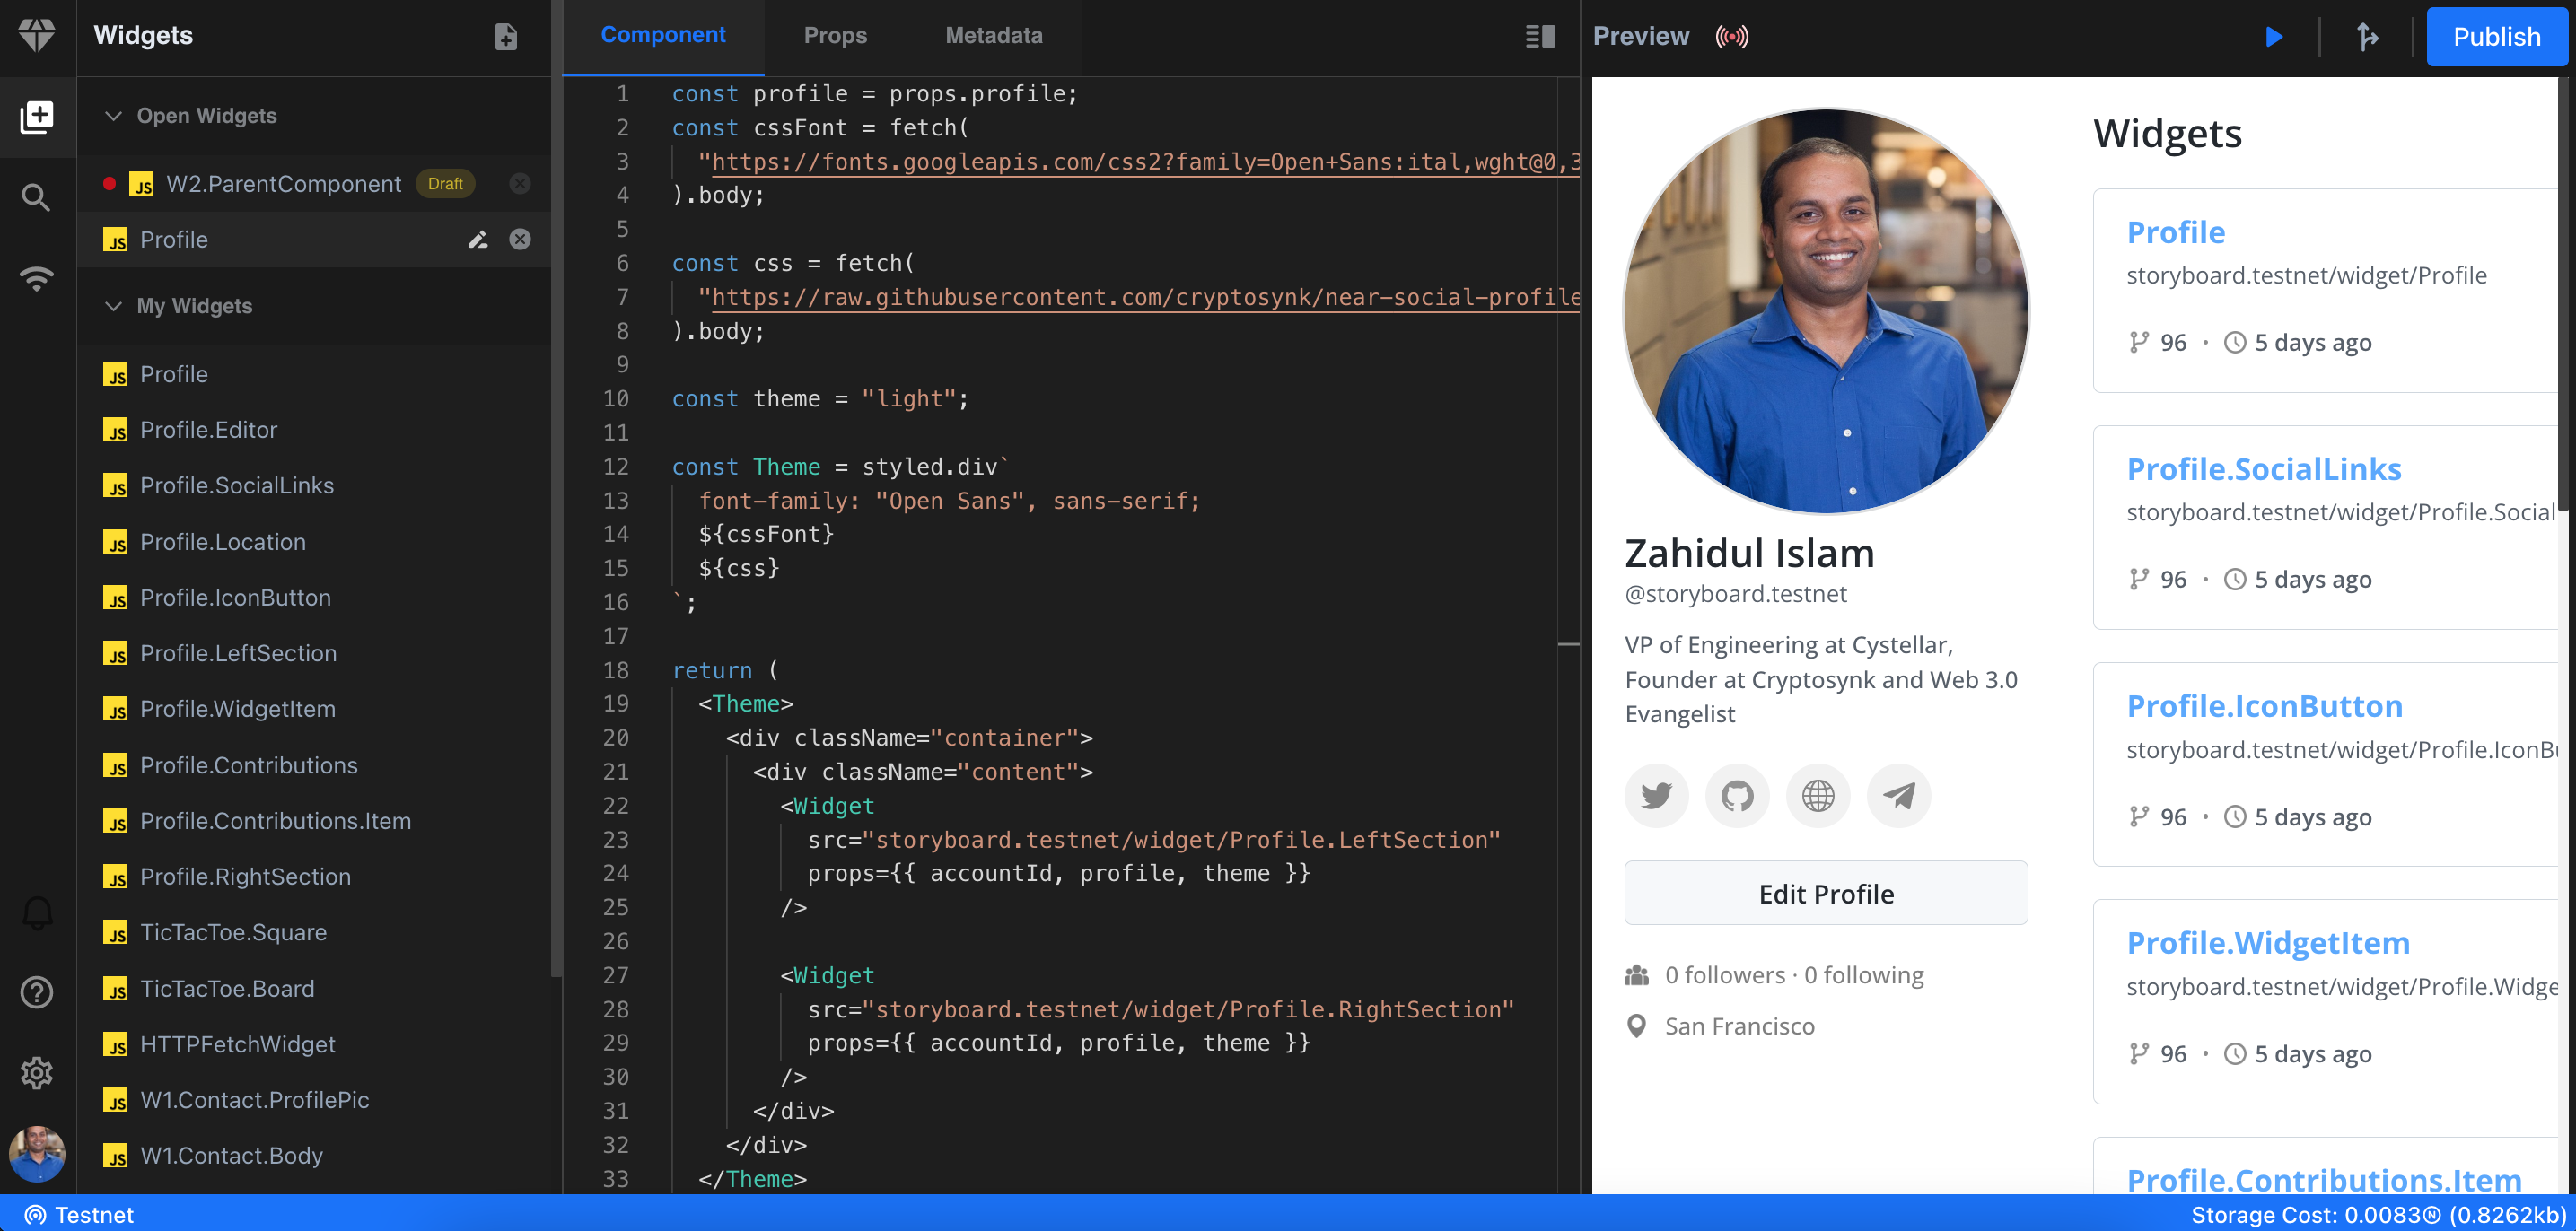 Widgets
Open Widgets
JS W2.ParentComponent Draft
JS Profile
My Widgets
JS Profile
JS Profile.Editor
JS Profile.SocialLinks
JS Profile.Location
JS Profile.IconButton
JS Profile.LeftSection
JS Profile.WidgetItem
JS Profile.Contributions
JS Profile.Contributions.Item
JS Profile.RightSection
JS TicTacToe.Square
JS TicTacToe.Board
JS HTTPFetchWidget
JS W1.Contact.ProfilePic
JS W1.Contact.Body
Component Props Metadata
1 const profile = props.profile;
2 const cssFont = fetch(
3 "https://fonts.googleapis.com/css2?family=Open+Sans:ital,wght@0,3
4 ).body;
5
6 const css = fetch(
7 "https://raw.githubusercontent.com/cryptosynk/near-social-profile
8 ).body;
9
10 const theme = "light";
11
12 const Theme = styled.div`
13 font-family: "Open Sans", sans-serif;
14 ${cssFont}
15 ${css}
16 `;
17
18 return (
19 <Theme>
20 <div className="container">
21 <div className="content">
22 <Widget
23 src="storyboard.testnet/widget/Profile.LeftSection"
24 props={{ accountId, profile, theme }}
25 />
26
27 <Widget
28 src="storyboard.testnet/widget/Profile.RightSection"
29 props={{ accountId, profile, theme }}
30 />
31 </div>
32 </div>
33 </Theme>
Preview
Publish
Zahidul Islam
@storyboard.testnet
VP of Engineering at Cystellar,
Founder at Cryptosynk and Web 3.0
Evangelist
Edit Profile
0 followers · 0 following
San Francisco
Widgets
Profile
storyboard.testnet/widget/Profile
96 · 5 days ago
Profile.SocialLinks
storyboard.testnet/widget/Profile.Social
96 · 5 days ago
Profile.IconButton
storyboard.testnet/widget/Profile.IconBu
96 · 5 days ago
Profile.WidgetItem
storyboard.testnet/widget/Profile.Widge
96 · 5 days ago
Profile.Contributions.Item
Testnet
Storage Cost: 0.0083Ⓝ (0.8262kb)